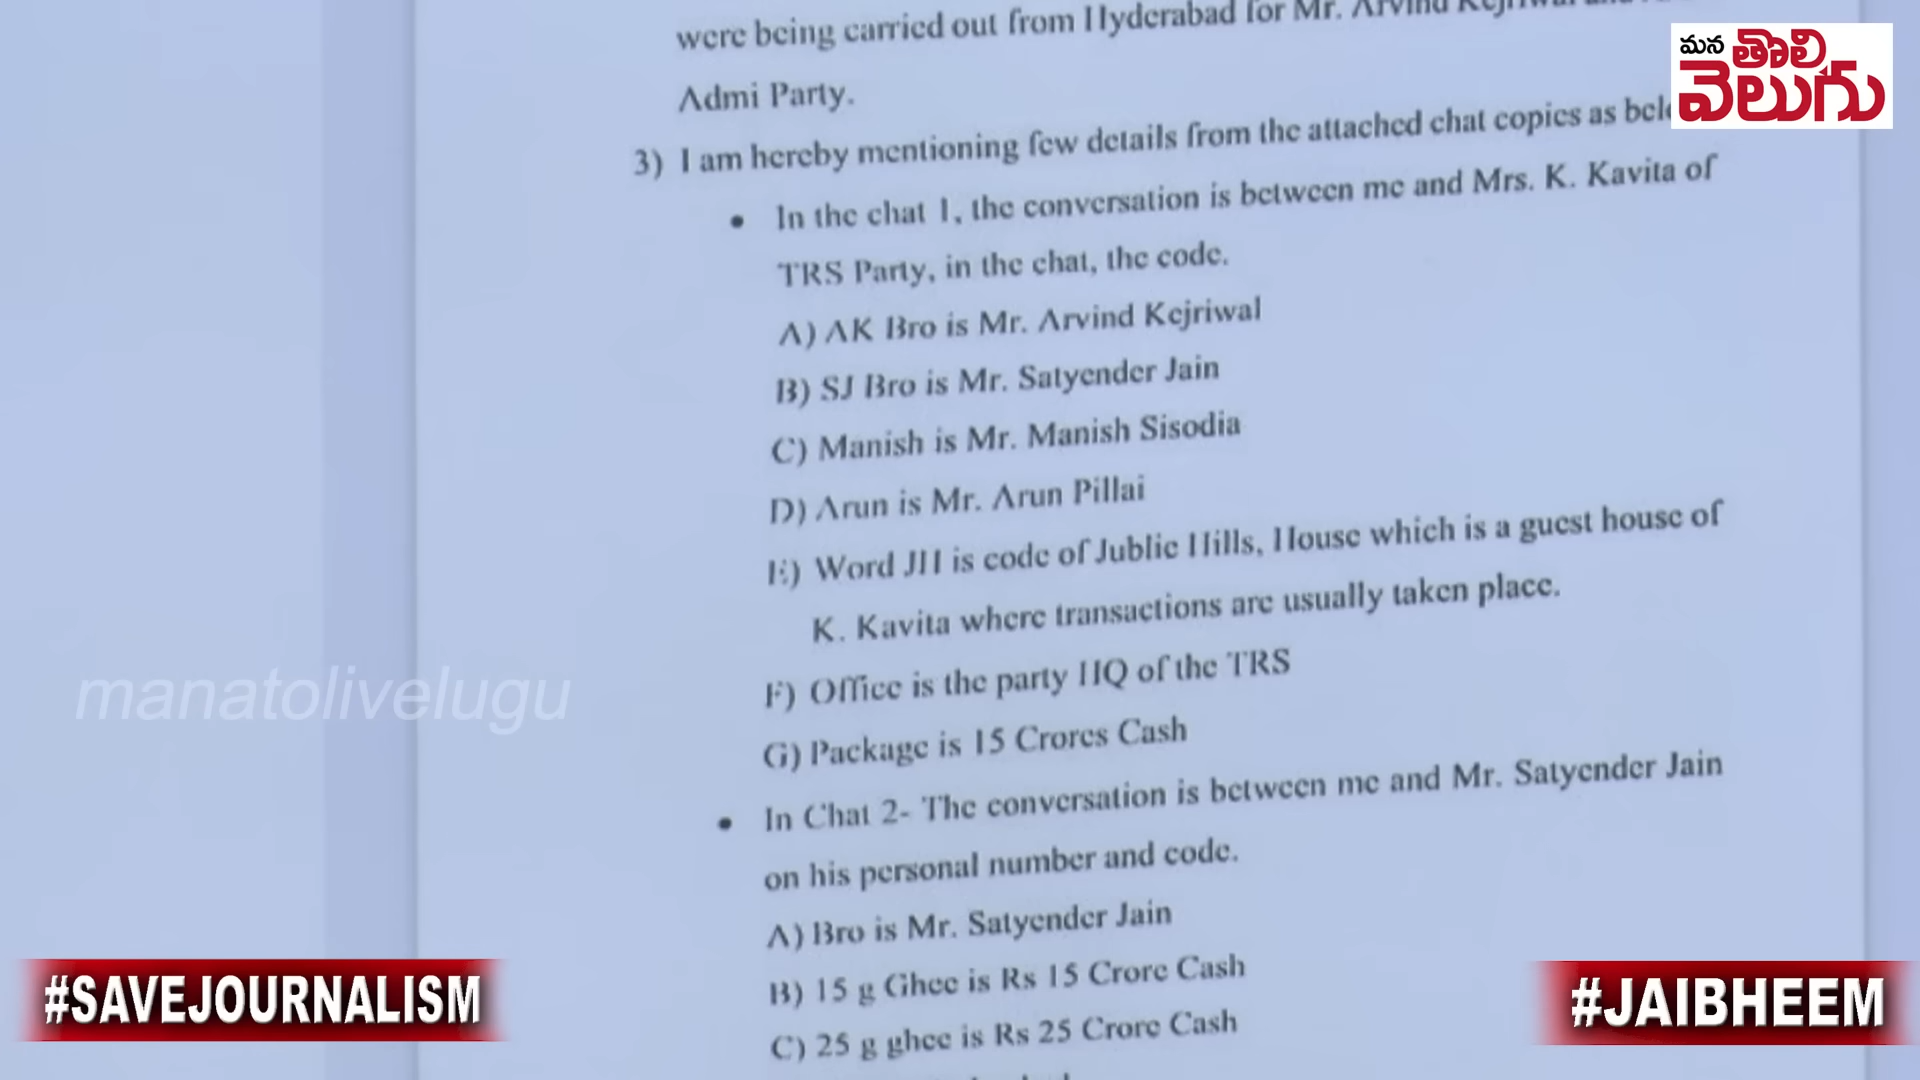 were being carried out from Hyderabad for Mr. Arvind Kejriwal
Admi Party.
మన తొలి వెలుగు
3) I am hereby mentioning few details from the attached chat copies as
• In the chat 1, the conversation is between me and Mrs. K. Kavita of
TRS Party, in the chat, the code.
A) AK Bro is Mr. Arvind Kejriwal
B) SJ Bro is Mr. Satyender Jain
C) Manish is Mr. Manish Sisodia
D) Arun is Mr. Arun Pillai
E) Word JH is code of Jublie Hills, House which is a guest house of
K. Kavita where transactions are usually taken place.
F) Office is the party HQ of the TRS
G) Package is 15 Crores Cash
• In Chat 2- The conversation is between me and Mr. Satyender Jain
on his personal number and code.
A) Bro is Mr. Satyender Jain
B) 15 g Ghee is Rs 15 Crore Cash
C) 25 g ghee is Rs 25 Crore Cash
manatolivelugu
#SAVEJOURNALISM
#JAIBHEEM